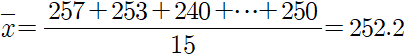 x̄ = (257+253+240+⋯+250)/15 = 252.2